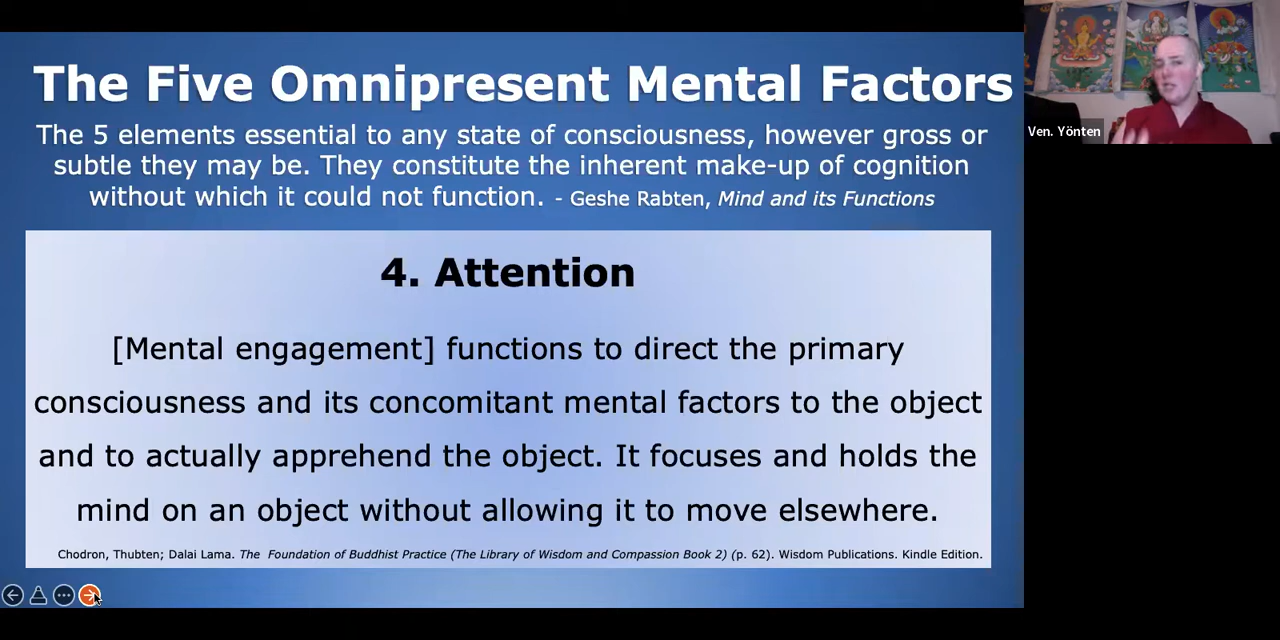 The Five Omnipresent Mental Factors
The 5 elements essential to any state of consciousness, however gross or
subtle they may be. They constitute the inherent make-up of cognition
without which it could not function. - Geshe Rabten, Mind and its Functions
4. Attention
[Mental engagement] functions to direct the primary
consciousness and its concomitant mental factors to the object
and to actually apprehend the object. It focuses and holds the
mind on an object without allowing it to move elsewhere.
Chodron, Thubten; Dalai Lama. The Foundation of Buddhist Practice (The Library of Wisdom and Compassion Book 2) (p. 62). Wisdom Publications. Kindle Edition.
Ven. Yönten